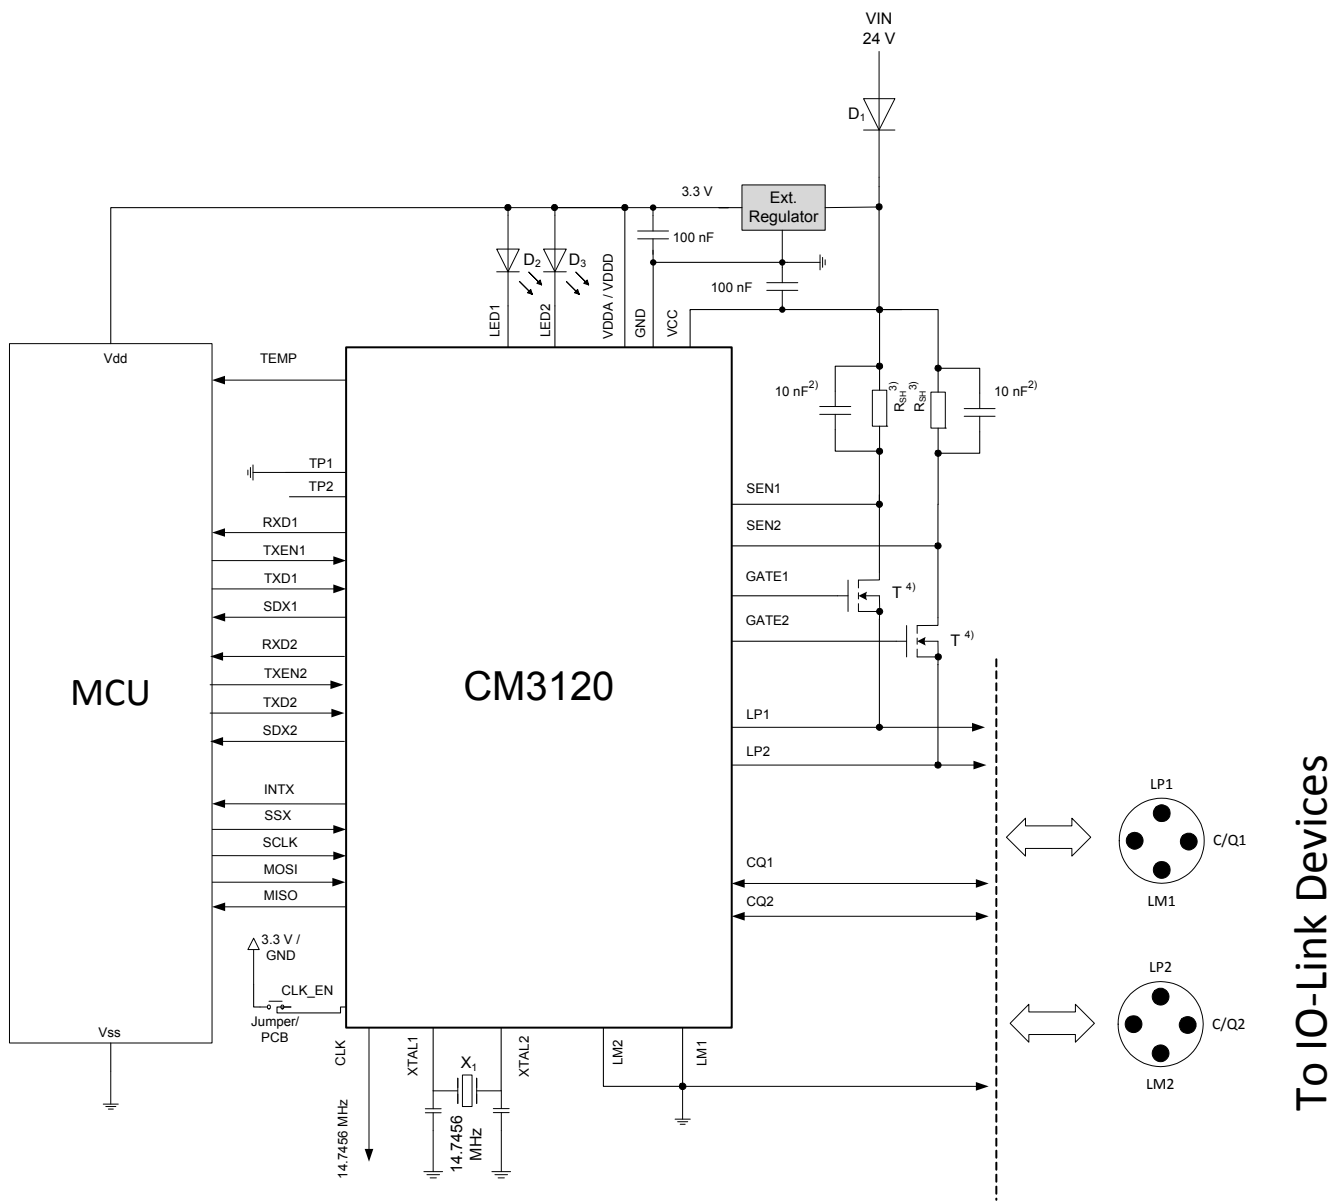 VIN
24 V
D1
3.3 V
Ext.
Regulator
100 nF
D2
D3
100 nF
LED1
LED2
VDDA / VDDD
GND
VCC
Vdd
TEMP
10 nF2)
RSH3)
RSH3)
10 nF2)
TP1
TP2
SEN1
SEN2
RXD1
TXEN1
TXD1
SDX1
GATE1
T 4)
GATE2
T 4)
RXD2
TXEN2
TXD2
SDX2
MCU
CM3120
LP1
LP2
INTX
SSX
SCLK
MOSI
MISO
CQ1
CQ2
LP1
C/Q1
LM1
LP2
C/Q2
LM2
To IO-Link Devices
3.3 V /
GND
CLK_EN
Jumper/
PCB
Vss
CLK
XTAL1
X1
XTAL2
LM2
LM1
14.7456 MHz
14.7456
MHz